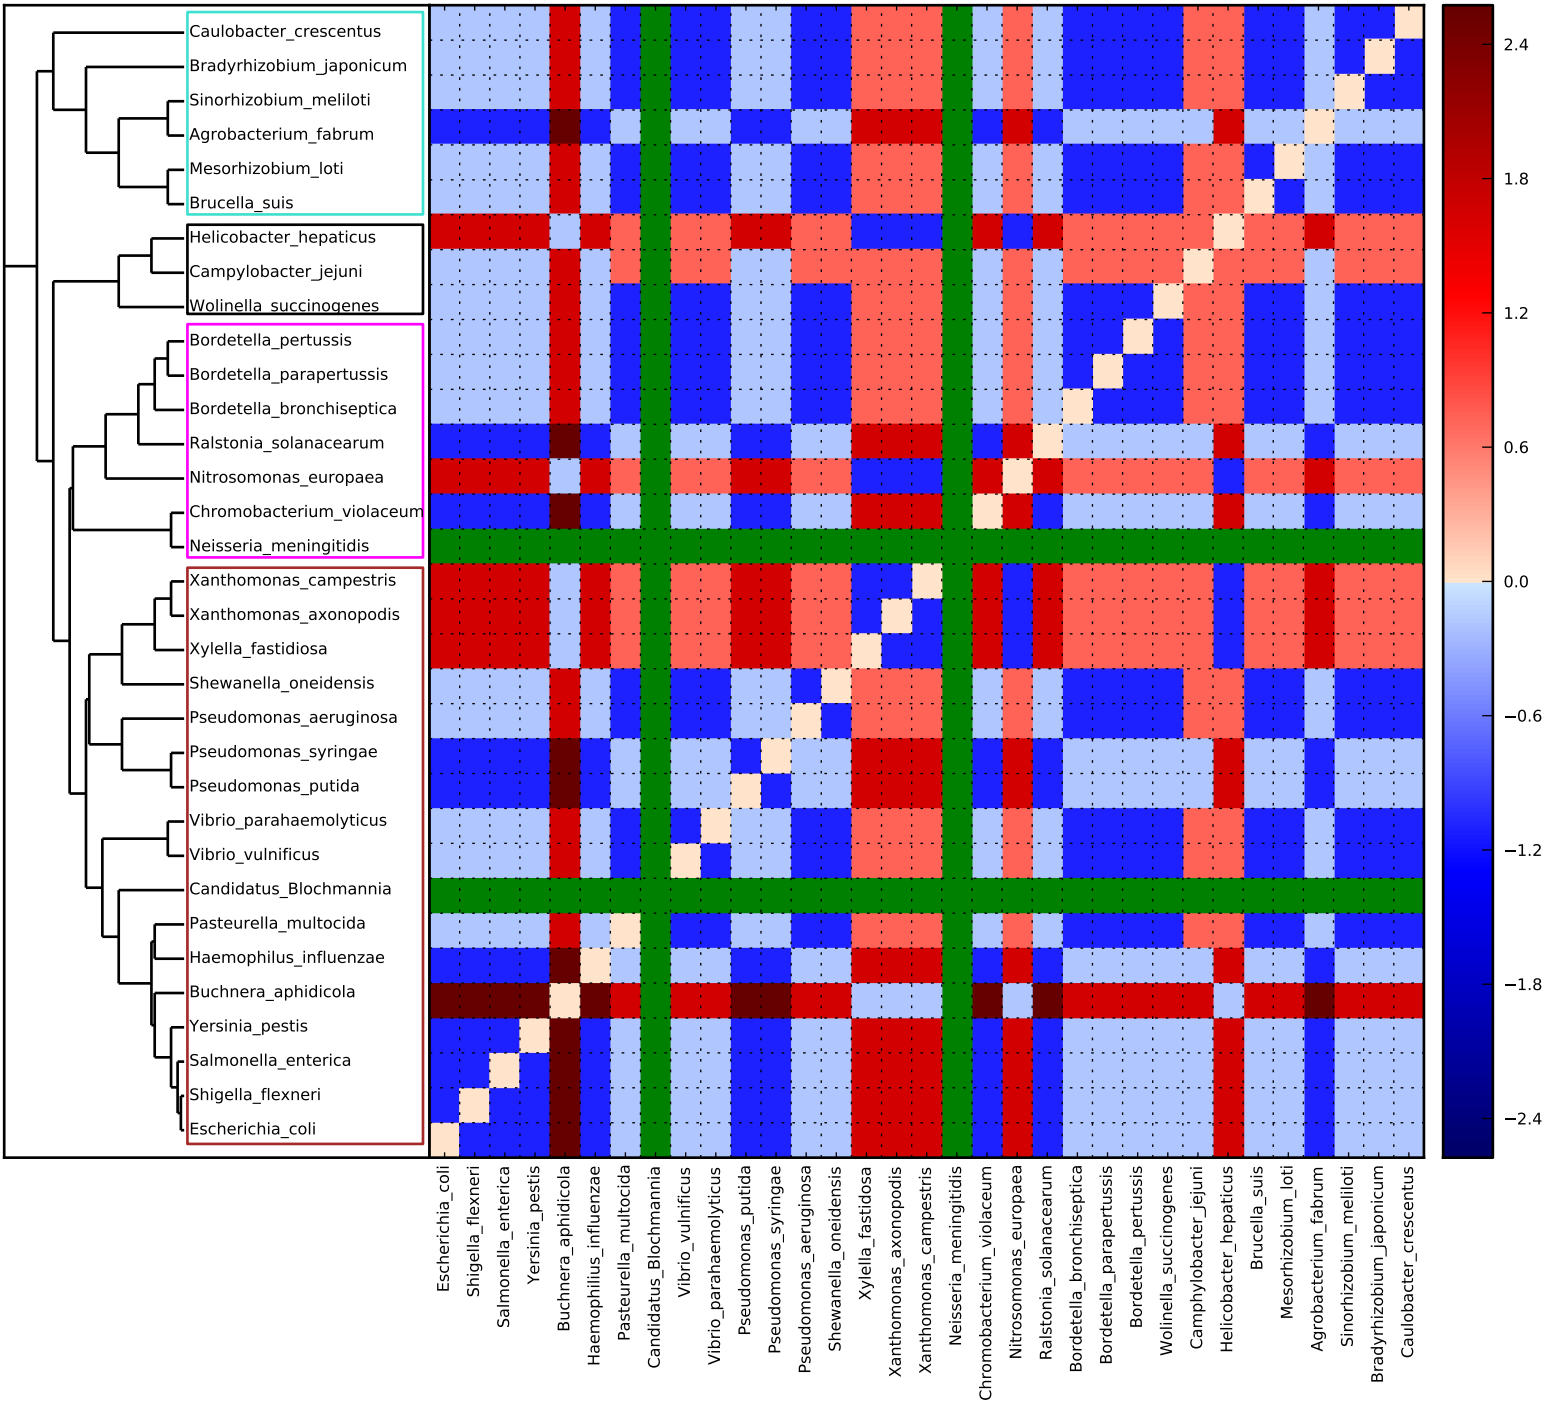 Caulobacter_crescentus
Bradyrhizobium_japonicum
Sinorhizobium_meliloti
Agrobacterium_fabrum
Mesorhizobium_loti
Brucella_suis
Helicobacter_hepaticus
Campylobacter_jejuni
Wolinella_succinogenes
Bordetella_pertussis
Bordetella_parapertussis
Bordetella_bronchiseptica
Ralstonia_solanacearum
Nitrosomonas_europaea
Chromobacterium_violaceum
Neisseria_meningitidis
Xanthomonas_campestris
Xanthomonas_axonopodis
Xylella_fastidiosa
Shewanella_oneidensis
Pseudomonas_aeruginosa
Pseudomonas_syringae
Pseudomonas_putida
Vibrio_parahaemolyticus
Vibrio_vulnificus
Candidatus_Blochmannia
Pasteurella_multocida
Haemophilus_influenzae
Buchnera_aphidicola
Yersinia_pestis
Salmonella_enterica
Shigella_flexneri
Escherichia_coli
2.4
1.8
1.2
0.6
0.0
−0.6
−1.2
−1.8
−2.4
Escherichia_coli
Shigella_flexneri
Salmonella_enterica
Yersinia_pestis
Buchnera_aphidicola
Haemophilius_influenzae
Pasteurella_multocida
Candidatus_Blochmannia
Vibrio_vulnificus
Vibrio_parahaemolyticus
Pseudomonas_putida
Pseudomonas_syringae
Pseudomonas_aeruginosa
Shewanella_oneidensis
Xylella_fastidosa
Xanthomonas_axonopodis
Xanthomonas_campestris
Neisseria_meningitidis
Chromobacterium_violaceum
Nitrosomonas_europaea
Ralstonia_solanacearum
Bordetella_bronchiseptica
Bordetella_parapertussis
Bordetella_pertussis
Wolinella_succinogenes
Camphylobacter_jejuni
Helicobacter_hepaticus
Brucella_suis
Mesorhizobium_loti
Agrobacterium_fabrum
Sinorhizobium_meliloti
Bradyrhizobium_japonicum
Caulobacter_crescentus